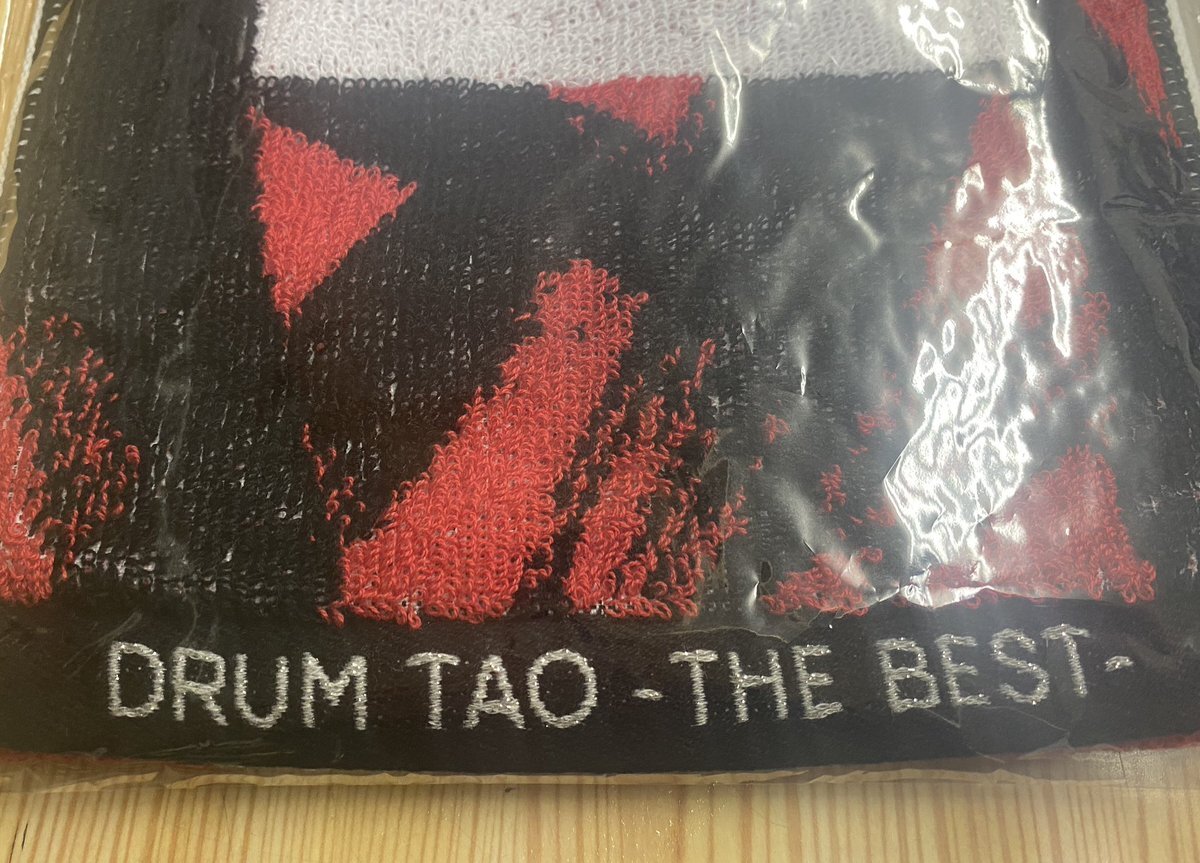 DRUM TAO -THE BEST-